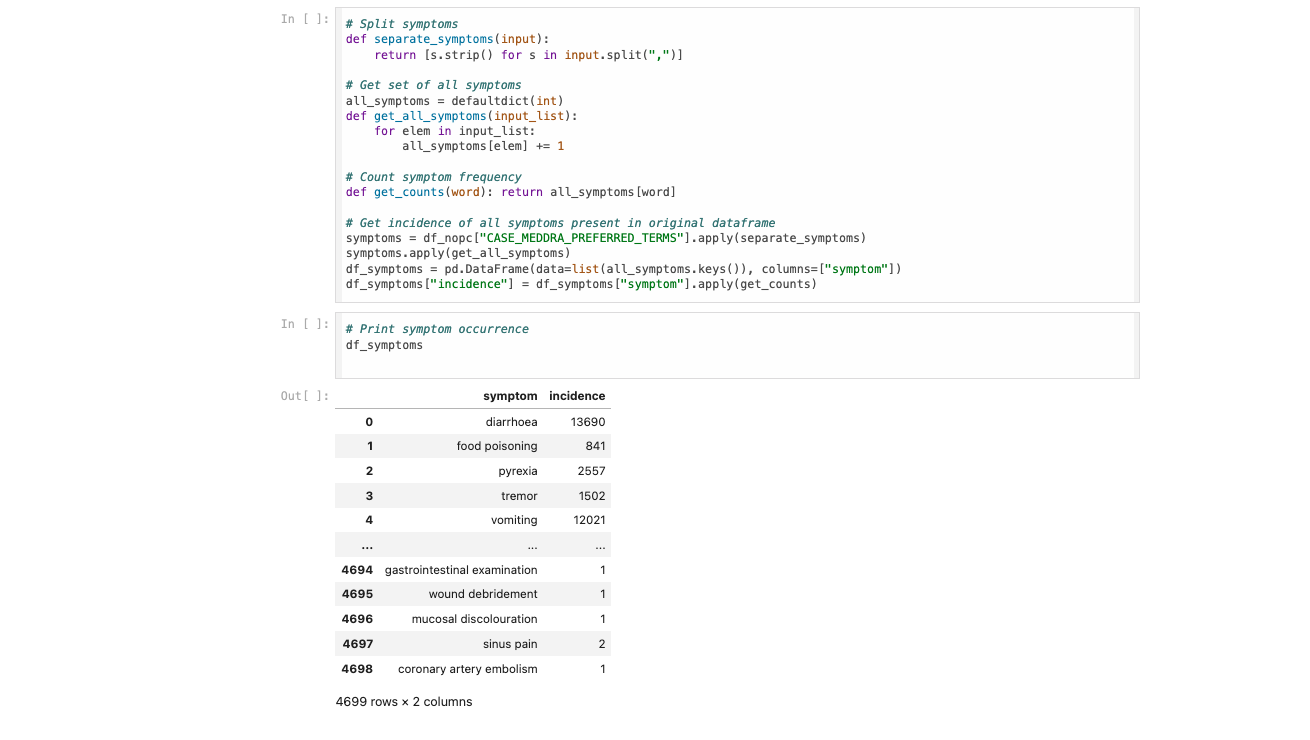 In [ ]:
# Split symptoms
def separate_symptoms(input):
    return [s.strip() for s in input.split(",")]
# Get set of all symptoms
all_symptoms = defaultdict(int)
def get_all_symptoms(input_list):
    for elem in input_list:
        all_symptoms[elem] += 1
# Count symptom frequency
def get_counts(word): return all_symptoms[word]
# Get incidence of all symptoms present in original dataframe
symptoms = df_nopc["CASE_MEDDRA_PREFERRED_TERMS"].apply(separate_symptoms)
symptoms.apply(get_all_symptoms)
df_symptoms = pd.DataFrame(data=list(all_symptoms.keys()), columns=["symptom"])
df_symptoms["incidence"] = df_symptoms["symptom"].apply(get_counts)
In [ ]:
# Print symptom occurrence
df_symptoms
Out[ ]:
symptom incidence
0 diarrhoea 13690
1 food poisoning 841
2 pyrexia 2557
3 tremor 1502
4 vomiting 12021
... ... ...
4694 gastrointestinal examination 1
4695 wound debridement 1
4696 mucosal discolouration 1
4697 sinus pain 2
4698 coronary artery embolism 1
4699 rows × 2 columns